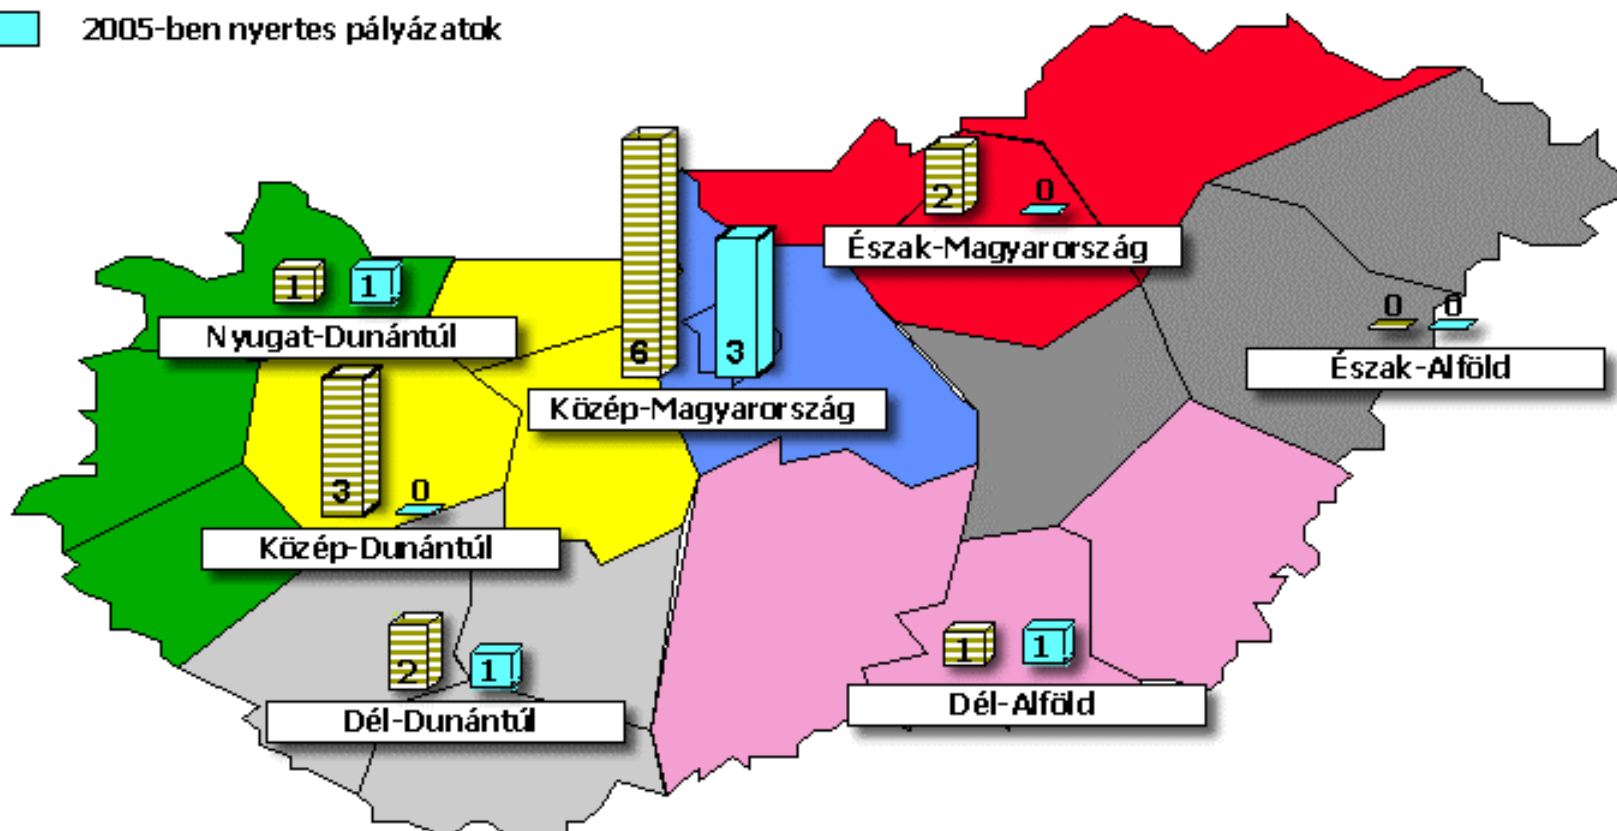 2005-ben nyertes pályázatok
2
0
Észak-Magyarország
1
1
Nyugat-Dunántúl
6
3
Közép-Magyarország
0
0
Észak-Alföld
3
0
Közép-Dunántúl
2
1
Dél-Dunántúl
1
1
Dél-Alföld